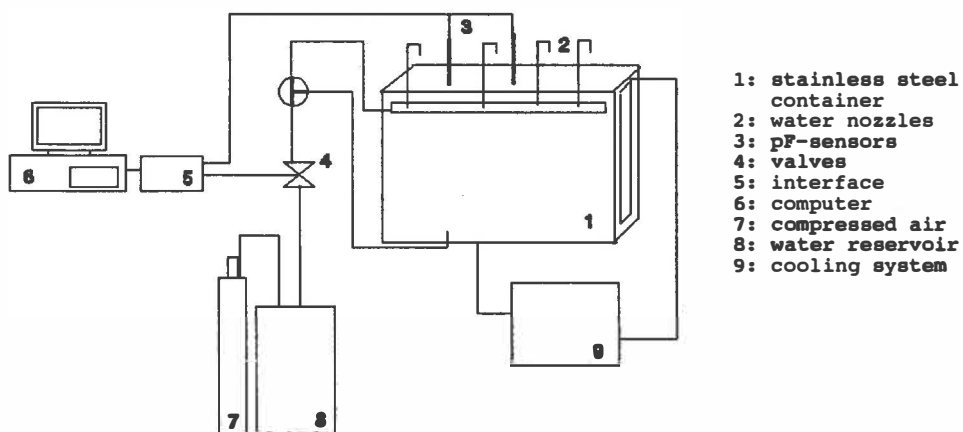 3
2
4
6
5
1
9
7
8
1: stainless steel
container
2: water nozzles
3: pF-sensors
4: valves
5: interface
6: computer
7: compressed air
8: water reservoir
9: cooling system